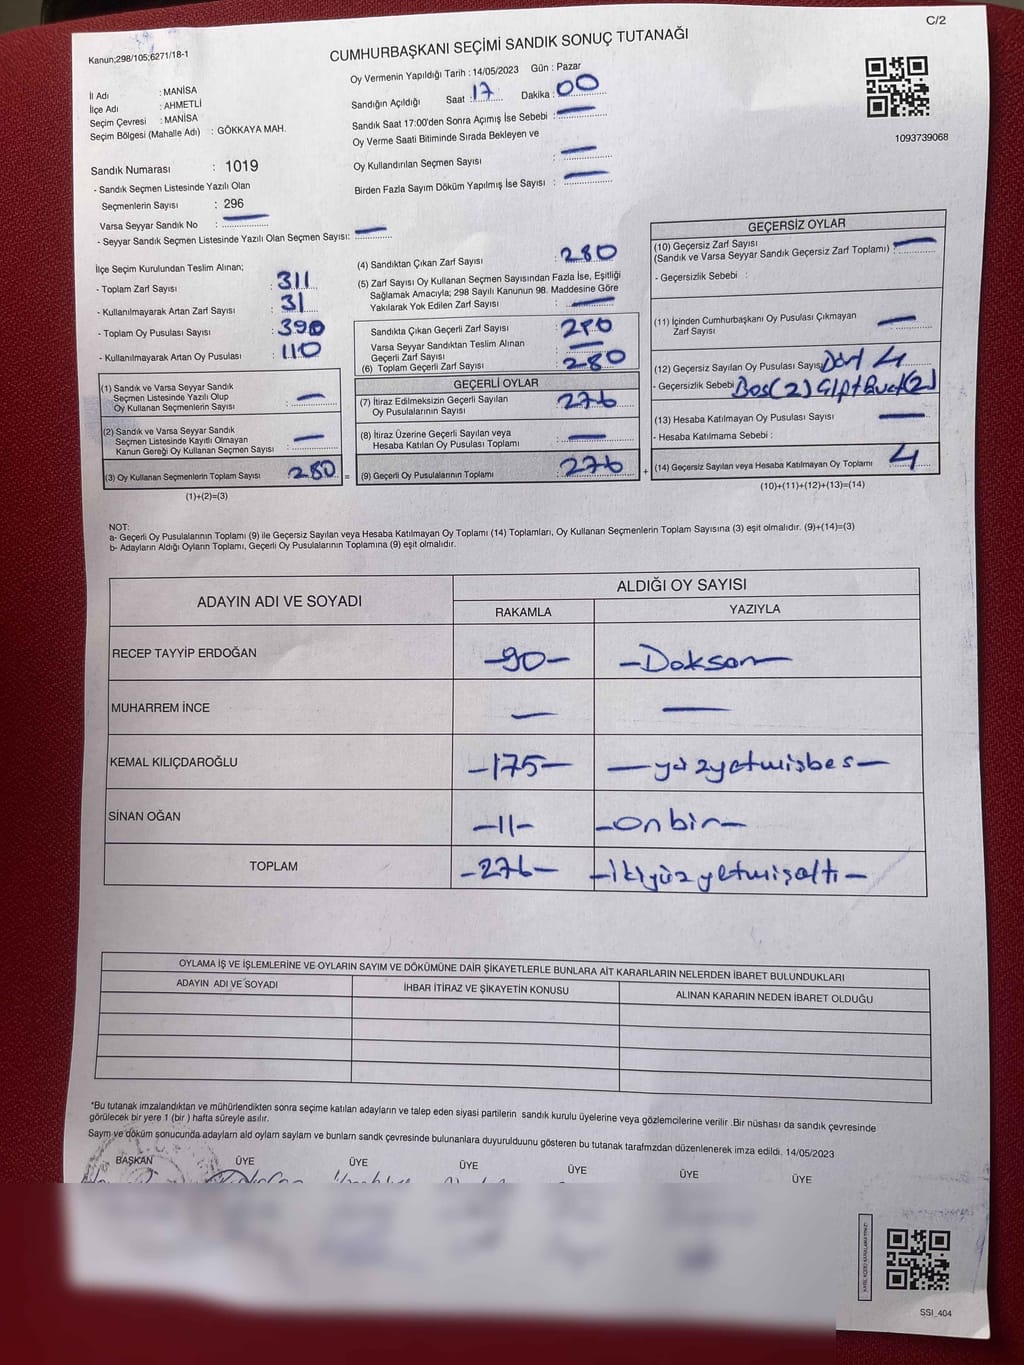 C/2
Kanun;298/105;6271/18-1
CUMHURBAŞKANI SEÇİMİ SANDIK SONUÇ TUTANAĞI
İl Adı : MANİSA
İlçe Adı : AHMETLİ
Seçim Çevresi : MANİSA
Seçim Bölgesi (Mahalle Adı) : GÖKKAYA MAH.
Oy Vermenin Yapıldığı Tarih : 14/05/2023 Gün : Pazar
Sandığın Açıldığı Saat : 17 Dakika : 00
Sandık Saat 17:00'den Sonra Açımış İse Sebebi : —
Oy Verme Saati Bitiminde Sırada Bekleyen ve
Oy Kullandırılan Seçmen Sayısı : —
Birden Fazla Sayım Döküm Yapılmış İse Sayısı : —
1093739068
Sandık Numarası : 1019
- Sandık Seçmen Listesinde Yazılı Olan
Seçmenlerin Sayısı : 296
Varsa Seyyar Sandık No : —
- Seyyar Sandık Seçmen Listesinde Yazılı Olan Seçmen Sayısı: —
İlçe Seçim Kurulundan Teslim Alınan;
- Toplam Zarf Sayısı : 311
- Kullanılmayarak Artan Zarf Sayısı : 31
- Toplam Oy Pusulası Sayısı : 390
- Kullanılmayarak Artan Oy Pusulası : 110
(1) Sandık ve Varsa Seyyar Sandık
Seçmen Listesinde Yazılı Olup
Oy Kullanan Seçmenlerin Sayısı : —
(2) Sandık ve Varsa Seyyar Sandık
Seçmen Listesinde Kayıtlı Olmayan
Kanun Gereği Oy Kullanan Seçmen Sayısı : —
(3) Oy Kullanan Seçmenlerin Toplam Sayısı : 280 =
(1)+(2)=(3)
(4) Sandıktan Çıkan Zarf Sayısı : 280
(5) Zarf Sayısı Oy Kullanan Seçmen Sayısından Fazla İse, Eşitliği
Sağlamak Amacıyla; 298 Sayılı Kanunun 98. Maddesine Göre
Yakılarak Yok Edilen Zarf Sayısı : —
Sandıkta Çıkan Geçerli Zarf Sayısı : 280
Varsa Seyyar Sandıktan Teslim Alınan
Geçerli Zarf Sayısı : —
(6) Toplam Geçerli Zarf Sayısı : 280
GEÇERLİ OYLAR
(7) İtiraz Edilmeksizin Geçerli Sayılan
Oy Pusulalarının Sayısı : 276
(8) İtiraz Üzerine Geçerli Sayılan veya
Hesaba Katılan Oy Pusulası Toplamı : —
(9) Geçerli Oy Pusulalarının Toplamı : 276 +
GEÇERSİZ OYLAR
(10) Geçersiz Zarf Sayısı
(Sandık ve Varsa Seyyar Sandık Geçersiz Zarf Toplamı) : —
- Geçersizlik Sebebi :
(11) İçinden Cumhurbaşkanı Oy Pusulası Çıkmayan
Zarf Sayısı : —
(12) Geçersiz Sayılan Oy Pusulası Sayısı Dört 4
- Geçersizlik Sebebi Boş(2)
(13) Hesaba Katılmayan Oy Pusulası Sayısı : —
- Hesaba Katılmama Sebebi :
(14) Geçersiz Sayılan veya Hesaba Katılmayan Oy Toplamı : 4
(10)+(11)+(12)+(13)=(14)
NOT:
a- Geçerli Oy Pusulalarının Toplamı (9) ile Geçersiz Sayılan veya Hesaba Katılmayan Oy Toplamı (14) Toplamları, Oy Kullanan Seçmenlerin Toplam Sayısına (3) eşit olmalıdır. (9)+(14)=(3)
b- Adayların Aldığı Oyların Toplamı, Geçerli Oy Pusulalarının Toplamına (9) eşit olmalıdır.
ADAYIN ADI VE SOYADI
ALDIĞI OY SAYISI
RAKAMLA YAZIYLA
RECEP TAYYİP ERDOĞAN -90- -Doksan-
MUHARREM İNCE — —
KEMAL KILIÇDAROĞLU -175- -yüzyetmişbeş-
SİNAN OĞAN -11- -onbir-
TOPLAM -276- -ikiyüzyetmişaltı-
OYLAMA İŞ VE İŞLEMLERİNE VE OYLARIN SAYIM VE DÖKÜMÜNE DAİR ŞİKAYETLERLE BUNLARA AİT KARARLARIN NELERDEN İBARET BULUNDUKLARI
ADAYIN ADI VE SOYADI İHBAR İTİRAZ VE ŞİKAYETİN KONUSU ALINAN KARARIN NEDEN İBARET OLDUĞU
*Bu tutanak imzalandıktan ve mühürlendikten sonra seçime katılan adayların ve talep eden siyasi partilerin sandık kurulu üyelerine veya gözlemcilerine verilir .Bir nüshası da sandık çevresinde
görülecek bir yere 1 (bir ) hafta süreyle asılır.
Saym ve döküm sonucunda adaylarn ald oylarn saylarn ve bunlarn sandk çevresinde bulunanlara duyurulduunu gösteren bu tutanak tarafmzdan düzenlenerek imza edildi. 14/05/2023
BAŞKAN ÜYE ÜYE ÜYE ÜYE ÜYE ÜYE
SSI_404